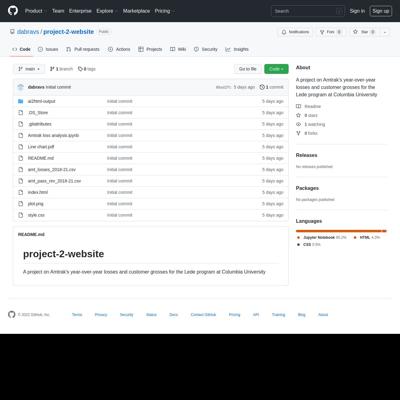 Product Team Enterprise Explore Marketplace Pricing Search Sign in Sign up
dabravs / project-2-website Public Notifications Fork 0 Star 0
Code Issues Pull requests Actions Projects Wiki Security Insights
main 1 branch 0 tags Go to file Code
dabravs Initial commit 5 days ago 1 commit
ai2html-output Initial commit 5 days ago
.DS_Store Initial commit 5 days ago
.gitattributes Initial commit 5 days ago
Amtrak loss analysis.ipynb Initial commit 5 days ago
Line chart.pdf Initial commit 5 days ago
README.md Initial commit 5 days ago
amt_losses_2018-21.csv Initial commit 5 days ago
amt_pass_rev_2018-21.csv Initial commit 5 days ago
index.html Initial commit 5 days ago
plot.png Initial commit 5 days ago
style.css Initial commit 5 days ago
README.md
project-2-website
A project on Amtrak's year-over-year losses and customer grosses for the Lede program at Columbia University
About
A project on Amtrak's year-over-year
losses and customer grosses for the Lede
program at Columbia University
Readme
0 stars
1 watching
0 forks
Releases
No releases published
Packages
No packages published
Languages
Jupyter Notebook HTML
CSS
© 2022 GitHub, Inc. Terms Privacy Security Status Docs Contact GitHub Pricing API Training Blog About